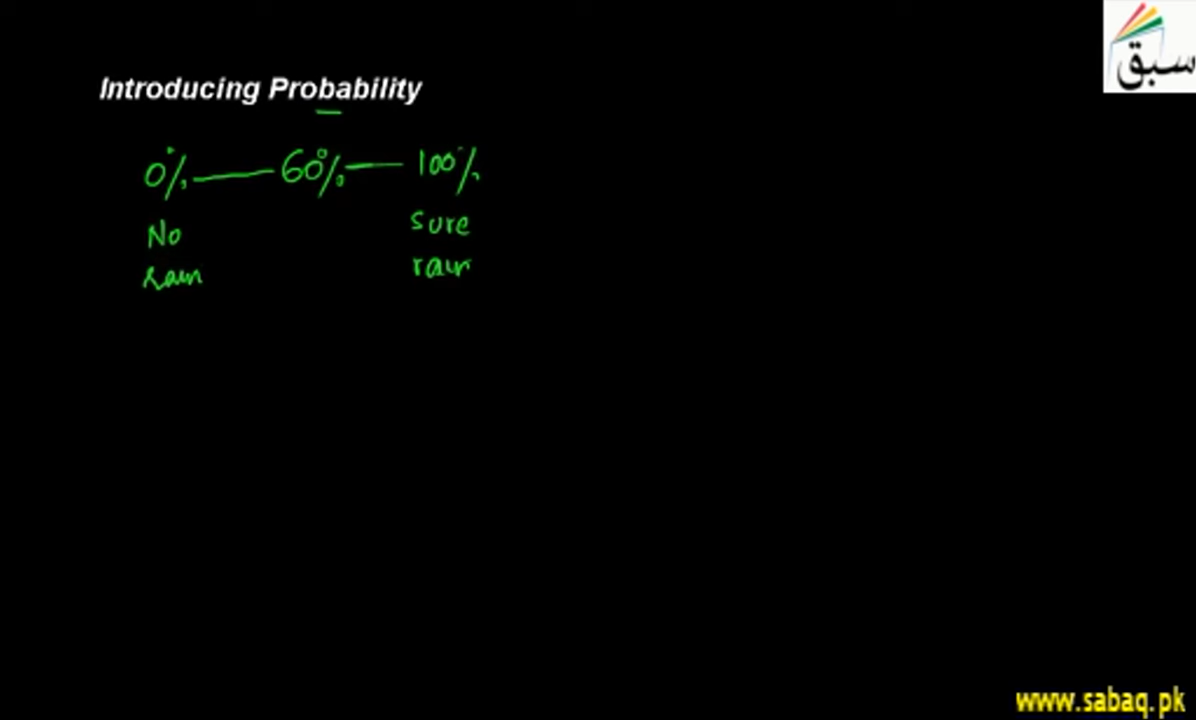 سبق
Introducing Probability
0% — 60% — 100%
No Sure
rain rain
www.sabaq.pk